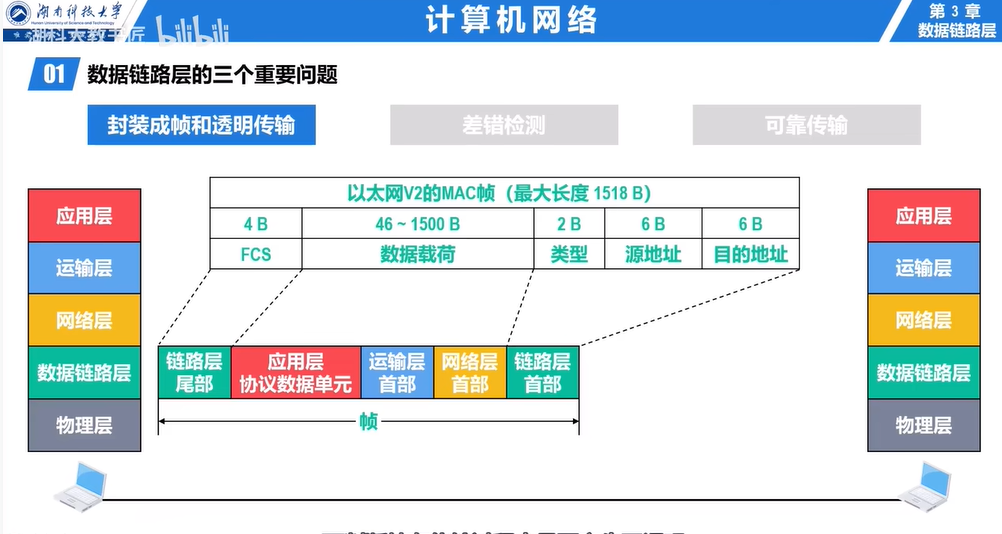 湖南科技大学
Hunan University of Science and Technology
湖科大教书匠
bilibili
计算机网络
第 3 章
数据链路层
01
数据链路层的三个重要问题
封装成帧和透明传输
差错检测
可靠传输
以太网V2的MAC帧（最大长度 1518 B）
4 B
46 ~ 1500 B
2 B
6 B
6 B
FCS
数据载荷
类型
源地址
目的地址
应用层
运输层
网络层
数据链路层
物理层
链路层
尾部
应用层
协议数据单元
运输层
首部
网络层
首部
链路层
首部
帧
应用层
运输层
网络层
数据链路层
物理层